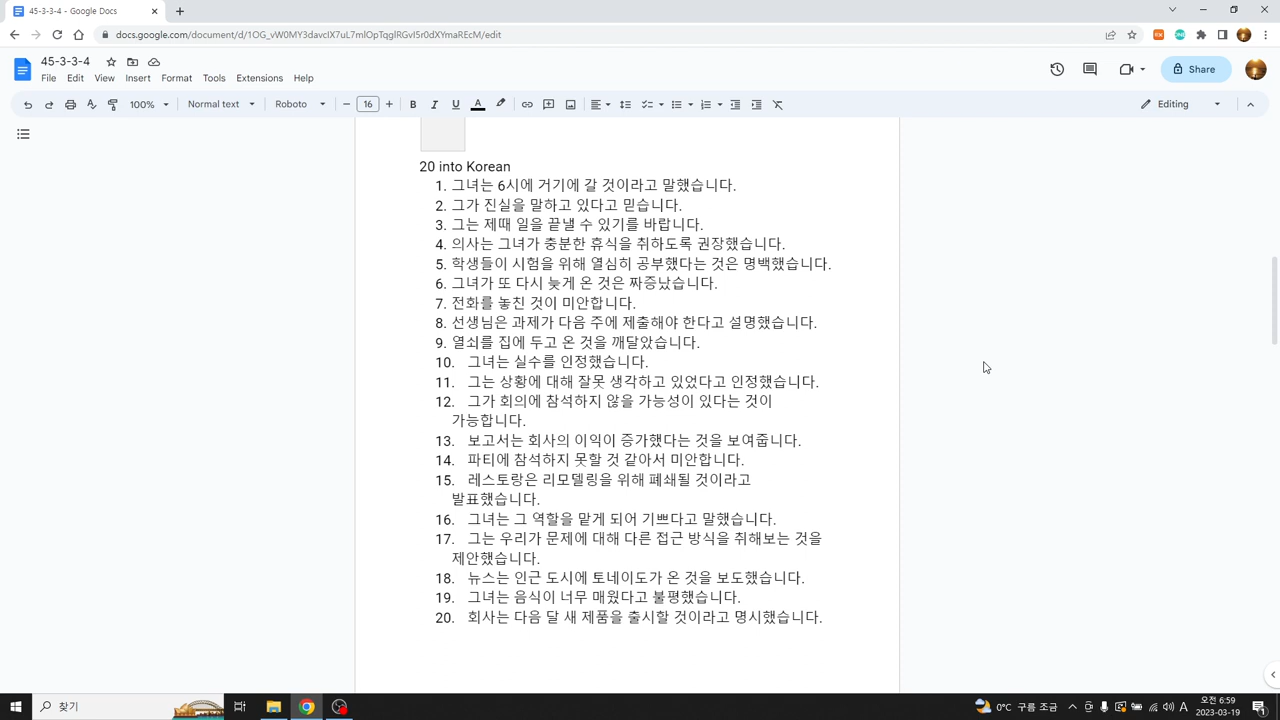 45-3-3-4 - Google Docs
docs.google.com/document/d/1OG_vW0MY3davcIX7uL7mlOpTqglRGvI5r0dXYmaREcM/edit
45-3-3-4
File Edit View Insert Format Tools Extensions Help
Share
100% Normal text Roboto 16 B I U A Editing
20 into Korean
1. 그녀는 6시에 거기에 갈 것이라고 말했습니다.
2. 그가 진실을 말하고 있다고 믿습니다.
3. 그는 제때 일을 끝낼 수 있기를 바랍니다.
4. 의사는 그녀가 충분한 휴식을 취하도록 권장했습니다.
5. 학생들이 시험을 위해 열심히 공부했다는 것은 명백했습니다.
6. 그녀가 또 다시 늦게 온 것은 짜증났습니다.
7. 전화를 놓친 것이 미안합니다.
8. 선생님은 과제가 다음 주에 제출해야 한다고 설명했습니다.
9. 열쇠를 집에 두고 온 것을 깨달았습니다.
10. 그녀는 실수를 인정했습니다.
11. 그는 상황에 대해 잘못 생각하고 있었다고 인정했습니다.
12. 그가 회의에 참석하지 않을 가능성이 있다는 것이
가능합니다.
13. 보고서는 회사의 이익이 증가했다는 것을 보여줍니다.
14. 파티에 참석하지 못할 것 같아서 미안합니다.
15. 레스토랑은 리모델링을 위해 폐쇄될 것이라고
발표했습니다.
16. 그녀는 그 역할을 맡게 되어 기쁘다고 말했습니다.
17. 그는 우리가 문제에 대해 다른 접근 방식을 취해보는 것을
제안했습니다.
18. 뉴스는 인근 도시에 토네이도가 온 것을 보도했습니다.
19. 그녀는 음식이 너무 매웠다고 불평했습니다.
20. 회사는 다음 달 새 제품을 출시할 것이라고 명시했습니다.
찾기
0°C 구름 조금
A
오전 6:59
2023-03-19